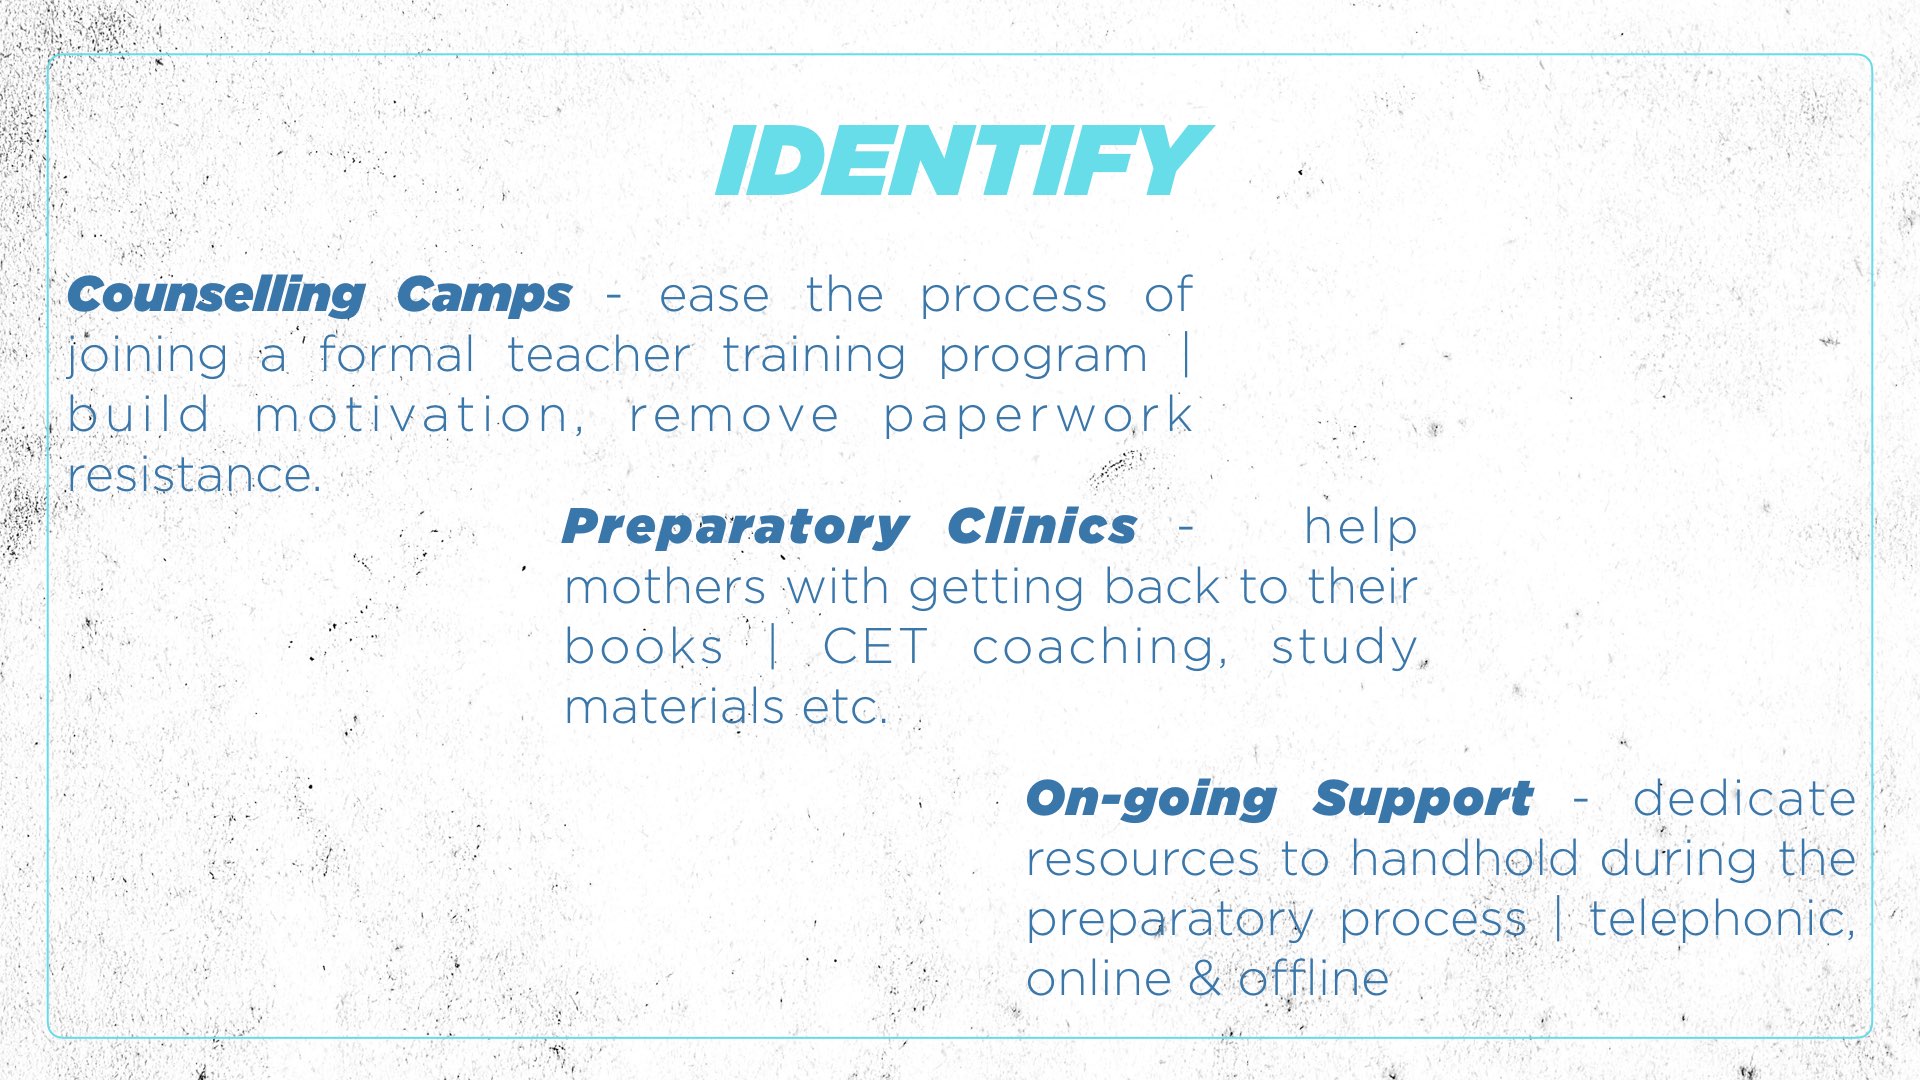 IDENTIFY
Counselling Camps - ease the process of
joining a formal teacher training program |
build motivation, remove paperwork
resistance.
Preparatory Clinics - help
mothers with getting back to their
books | CET coaching, study
materials etc.
On-going Support - dedicate
resources to handhold during the
preparatory process | telephonic,
online & offline